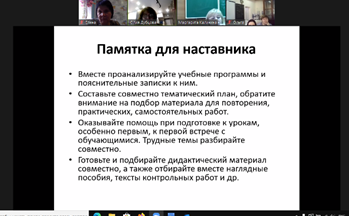 Памятка для наставника
• Вместе проанализируйте учебные программы и
пояснительные записки к ним.
• Составьте совместно тематический план, обратите
внимание на подбор материала для повторения,
практических, самостоятельных работ.
• Оказывайте помощь при подготовке к урокам,
особенно первым, к первой встрече с
обучающимися. Трудные темы разбирайте
совместно.
• Готовьте и подбирайте дидактический материал
совместно, а также отбирайте вместе наглядные
пособия, тексты контрольных работ и др.